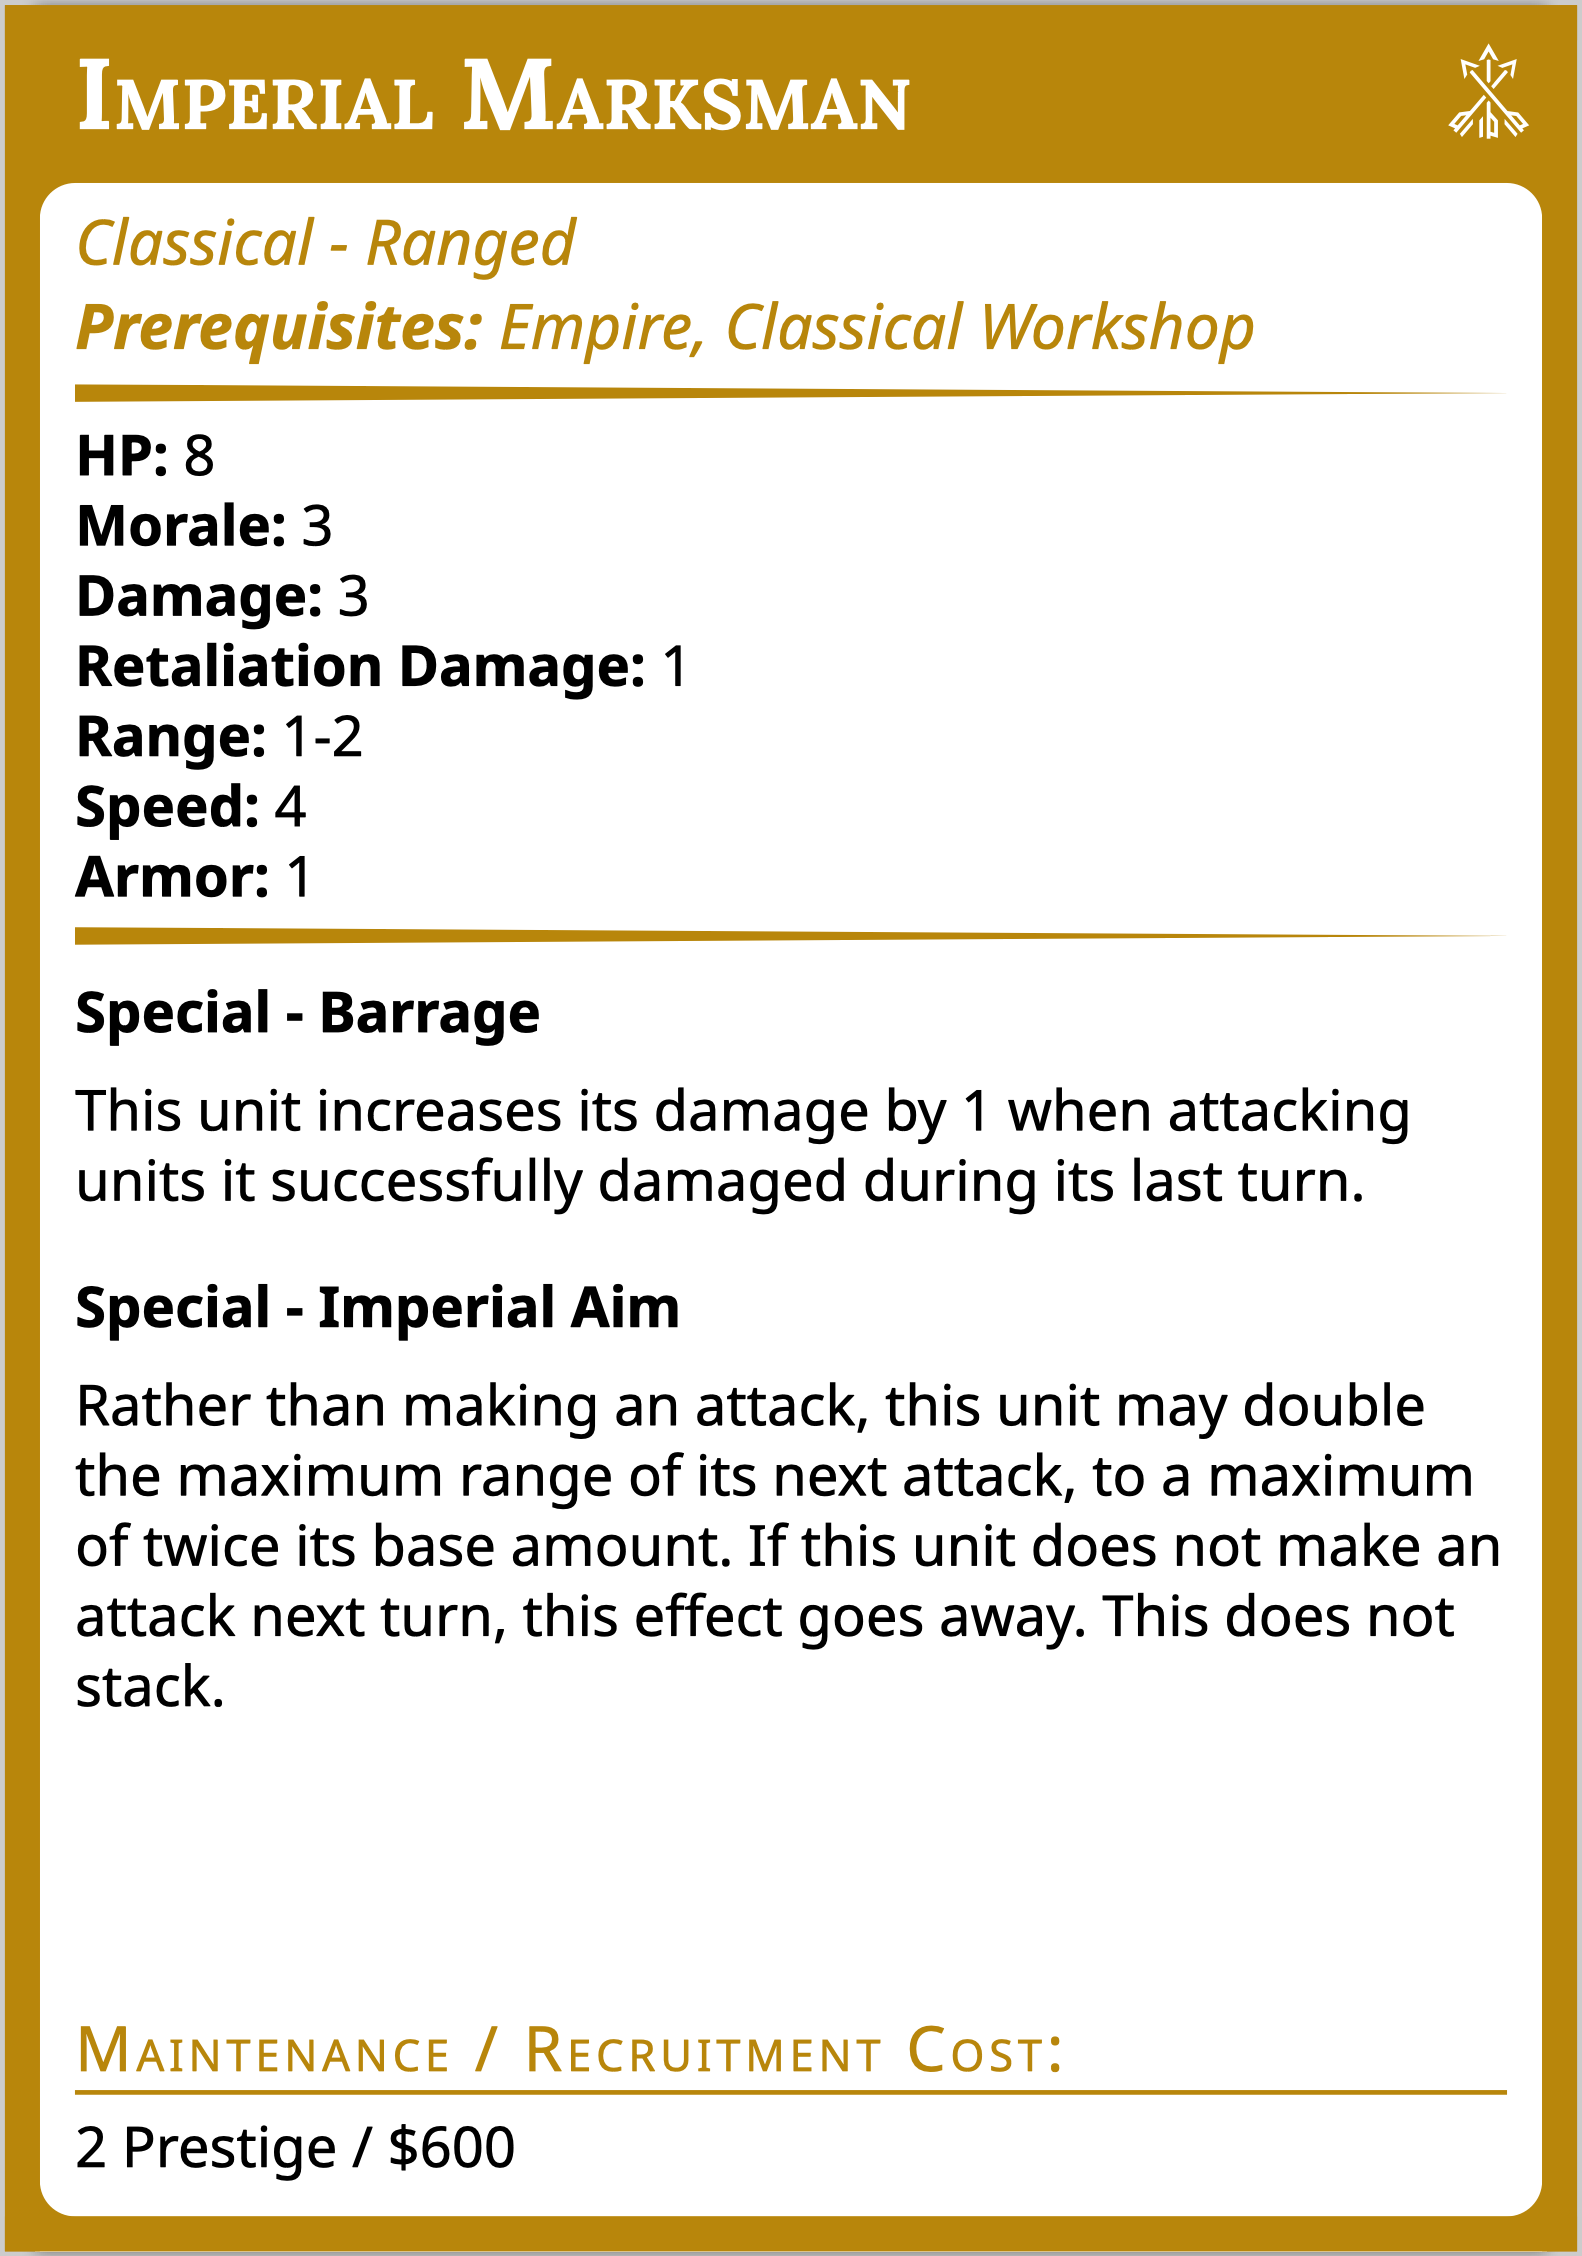 Imperial Marksman
Classical - Ranged
Prerequisites: Empire, Classical Workshop
HP: 8
Morale: 3
Damage: 3
Retaliation Damage: 1
Range: 1-2
Speed: 4
Armor: 1
Special - Barrage
This unit increases its damage by 1 when attacking
units it successfully damaged during its last turn.
Special - Imperial Aim
Rather than making an attack, this unit may double
the maximum range of its next attack, to a maximum
of twice its base amount. If this unit does not make an
attack next turn, this effect goes away. This does not
stack.
Maintenance / Recruitment Cost:
2 Prestige / $600